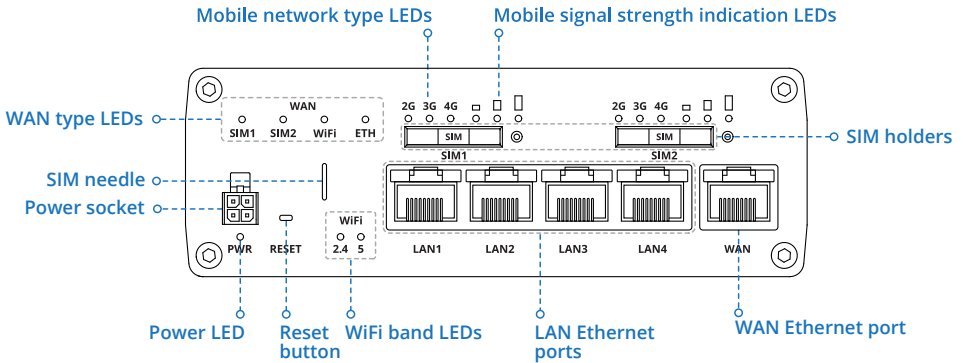 Mobile network type LEDs
Mobile signal strength indication LEDs
WAN type LEDs
WAN
SIM1 SIM2 WiFi ETH
2G 3G 4G
2G 3G 4G
SIM
SIM
SIM holders
SIM1
SIM2
SIM needle
Power socket
WiFi
2.4 5
PWR
RESET
LAN1
LAN2
LAN3
LAN4
WAN
Power LED
Reset
button
WiFi band LEDs
LAN Ethernet
ports
WAN Ethernet port